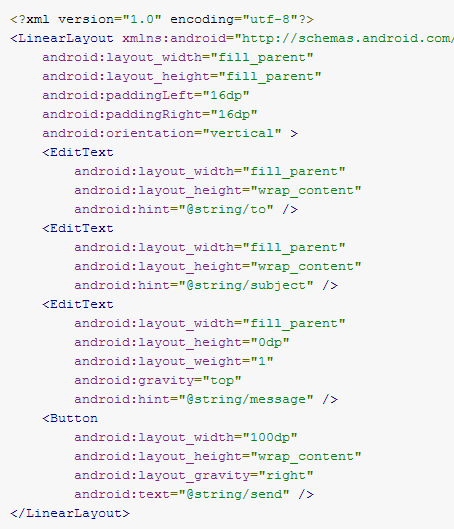 <?xml version="1.0" encoding="utf-8"?>
<LinearLayout xmlns:android="http://schemas.android.com/
    android:layout_width="fill_parent"
    android:layout_height="fill_parent"
    android:paddingLeft="16dp"
    android:paddingRight="16dp"
    android:orientation="vertical" >
    <EditText
        android:layout_width="fill_parent"
        android:layout_height="wrap_content"
        android:hint="@string/to" />
    <EditText
        android:layout_width="fill_parent"
        android:layout_height="wrap_content"
        android:hint="@string/subject" />
    <EditText
        android:layout_width="fill_parent"
        android:layout_height="0dp"
        android:layout_weight="1"
        android:gravity="top"
        android:hint="@string/message" />
    <Button
        android:layout_width="100dp"
        android:layout_height="wrap_content"
        android:layout_gravity="right"
        android:text="@string/send" />
</LinearLayout>